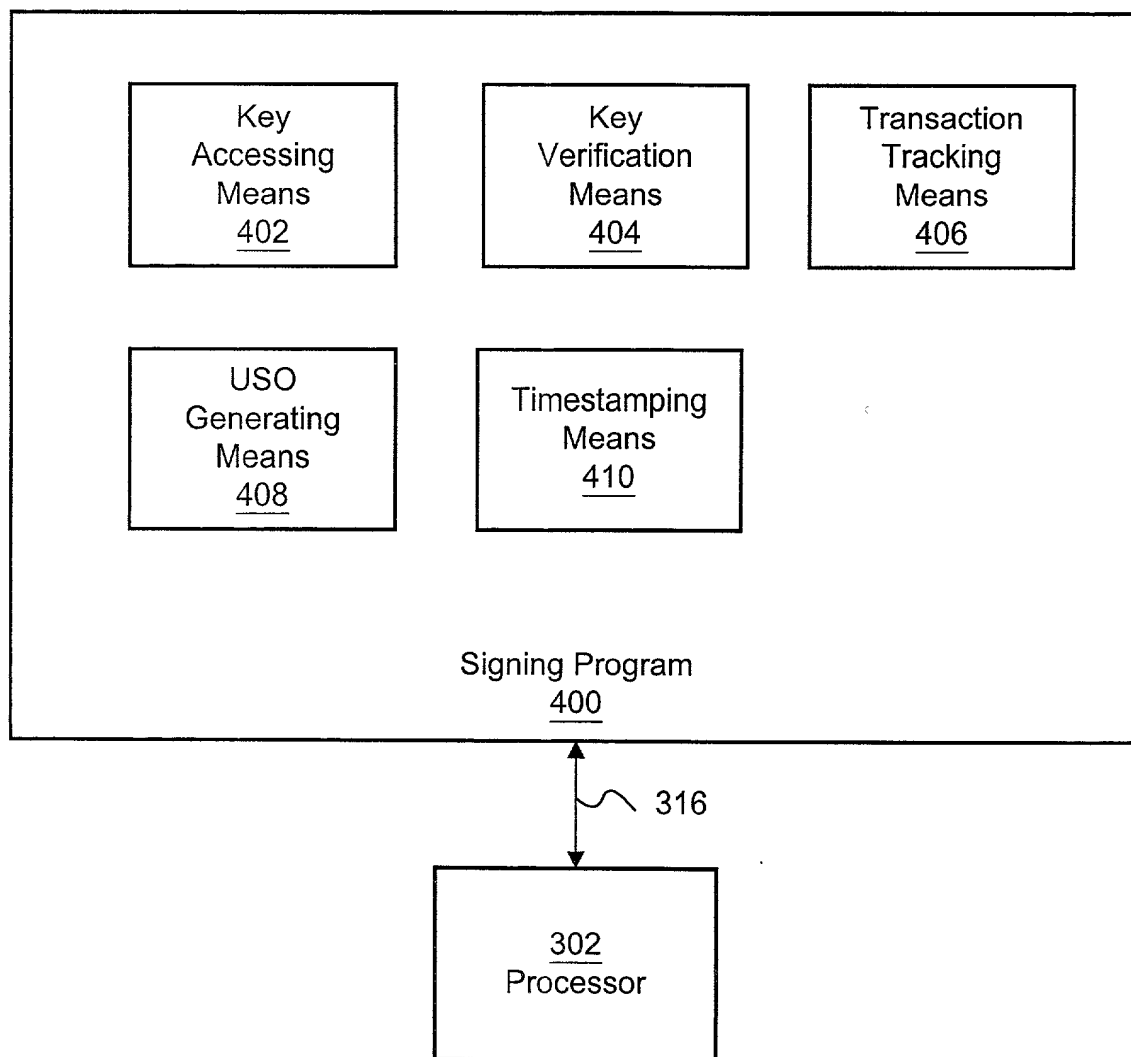 Key
Accessing
Means
402
Key
Verification
Means
404
Transaction
Tracking
Means
406
USO
Generating
Means
408
Timestamping
Means
410
Signing Program
400
316
302
Processor